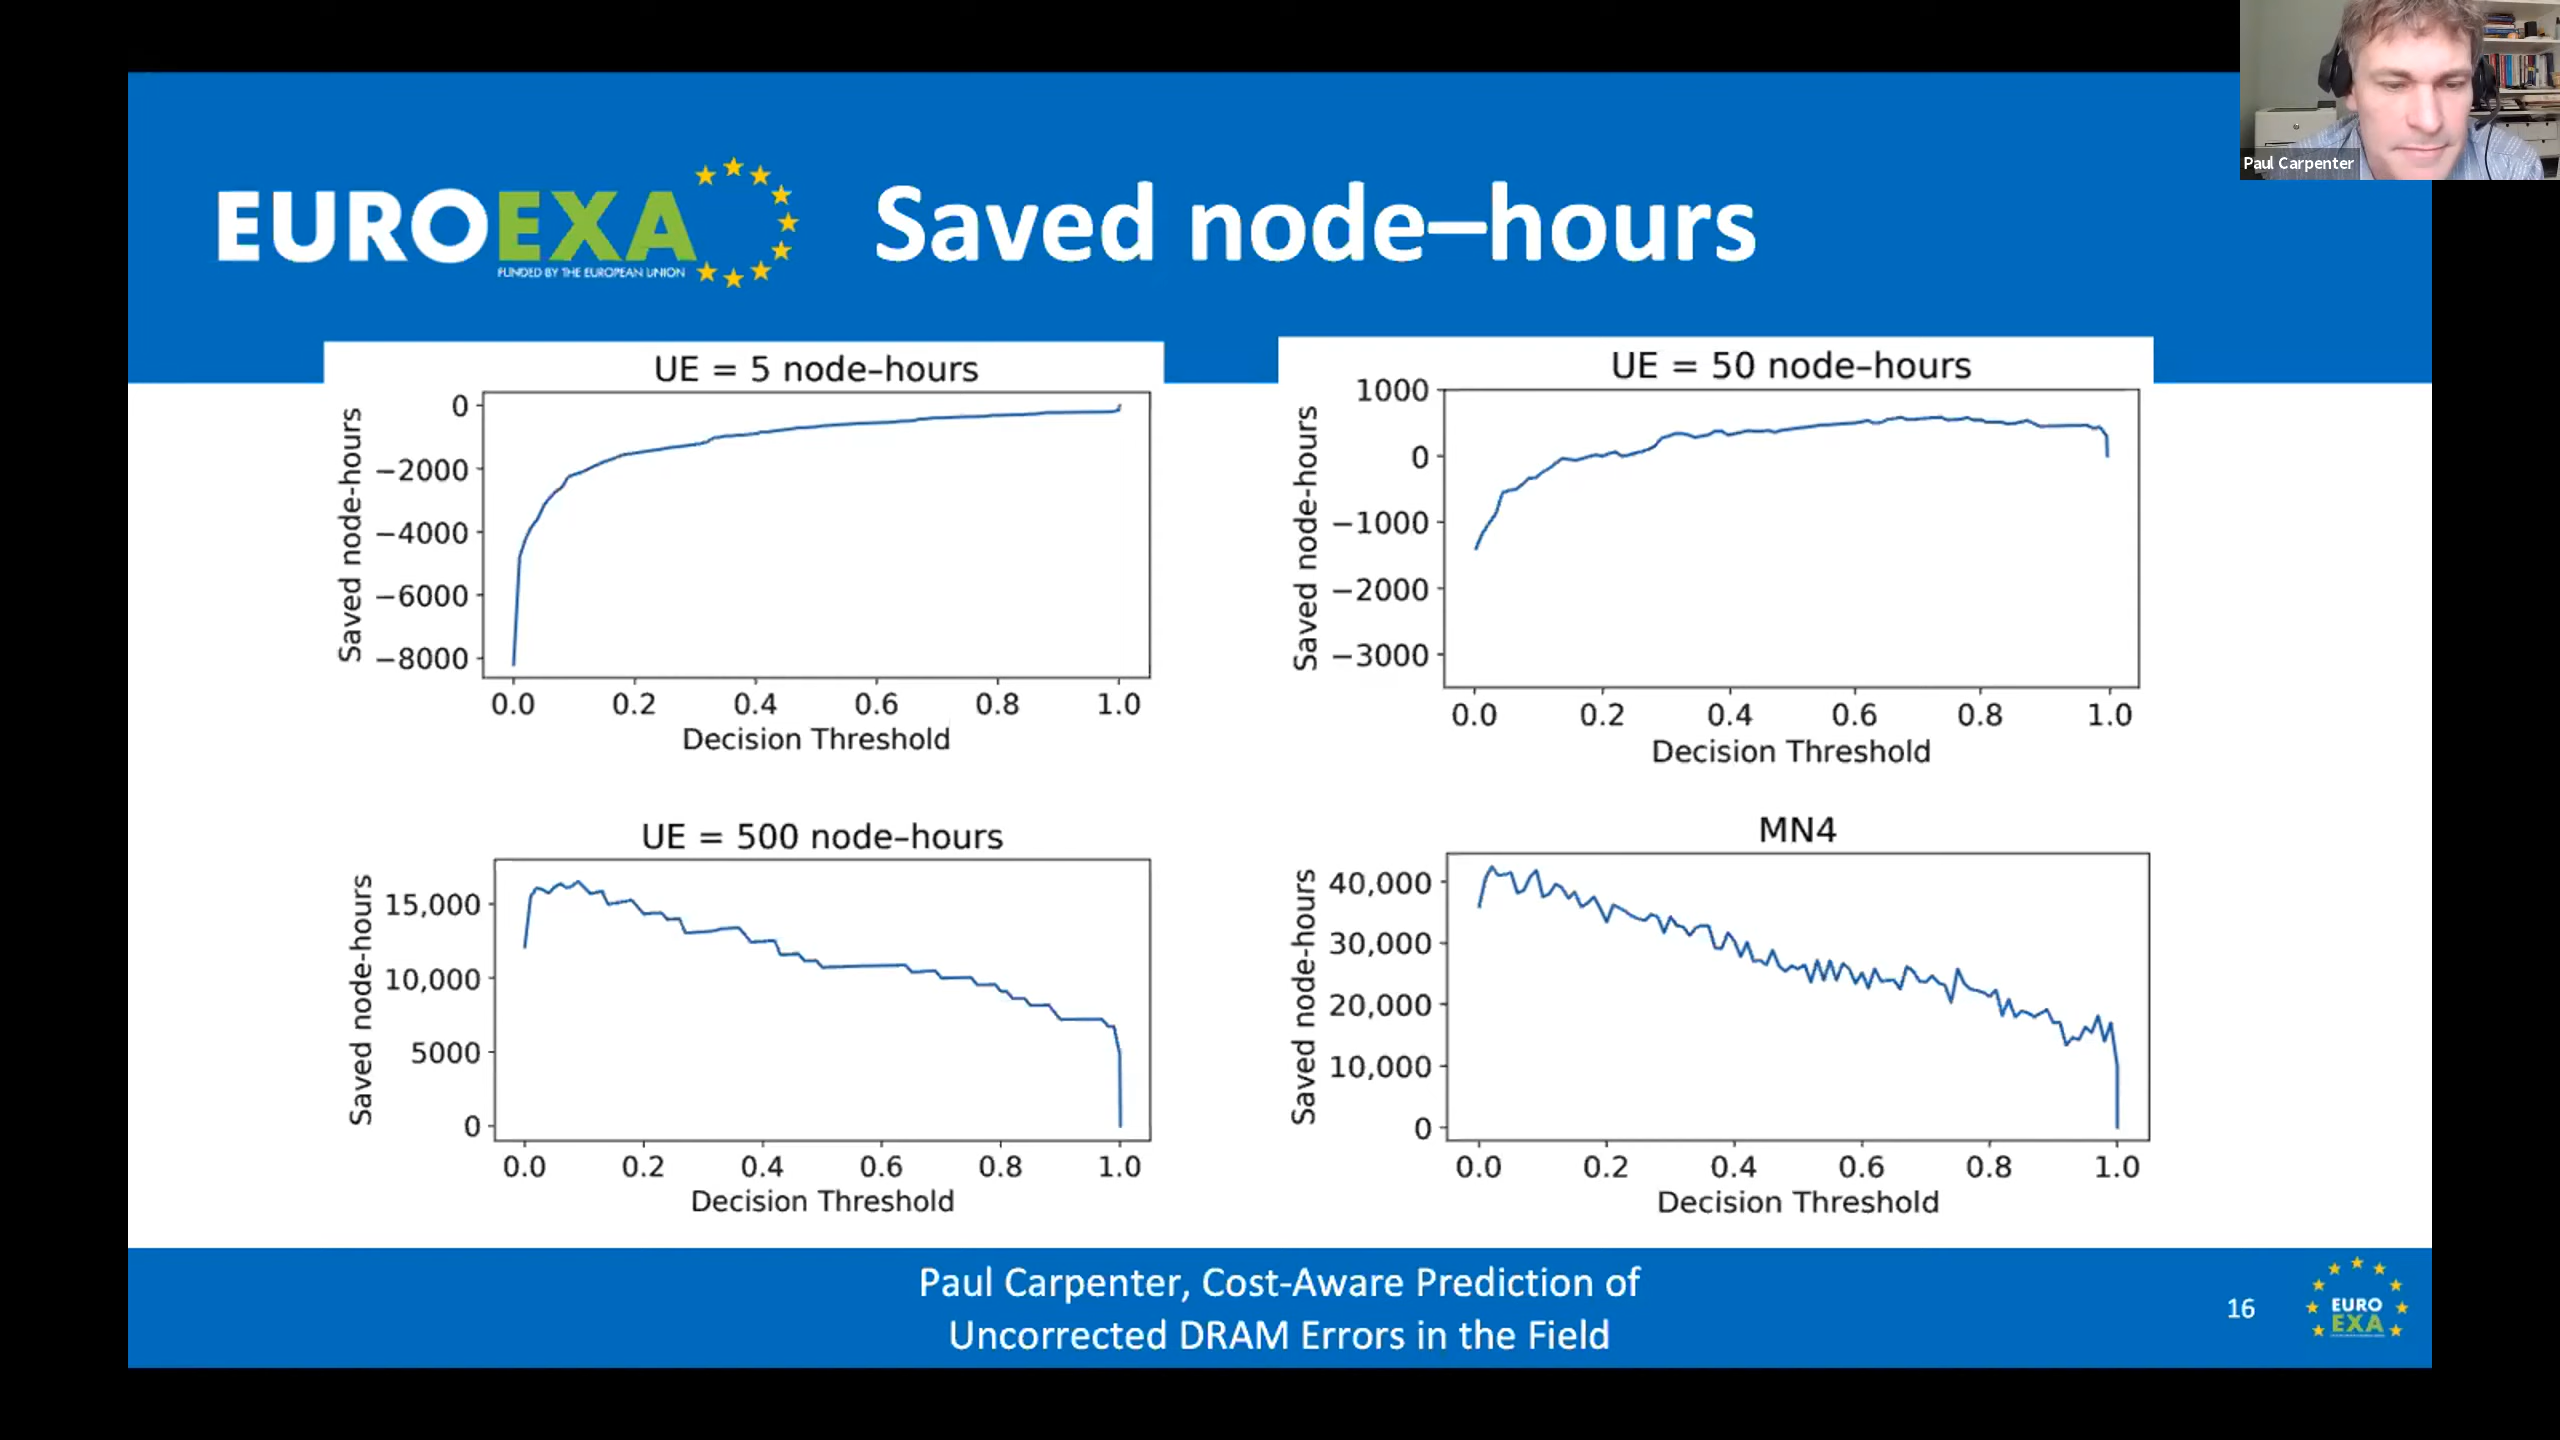 Paul Carpenter
EUROEXA
FUNDED BY THE EUROPEAN UNION
Saved node–hours
UE = 5 node–hours
Saved node-hours
0
−2000
−4000
−6000
−8000
0.0 0.2 0.4 0.6 0.8 1.0
Decision Threshold
UE = 50 node–hours
Saved node-hours
1000
0
−1000
−2000
−3000
0.0 0.2 0.4 0.6 0.8 1.0
Decision Threshold
UE = 500 node–hours
Saved node-hours
15,000
10,000
5000
0
0.0 0.2 0.4 0.6 0.8 1.0
Decision Threshold
MN4
Saved node-hours
40,000
30,000
20,000
10,000
0
0.0 0.2 0.4 0.6 0.8 1.0
Decision Threshold
Paul Carpenter, Cost-Aware Prediction of
Uncorrected DRAM Errors in the Field
16
EURO
EXA